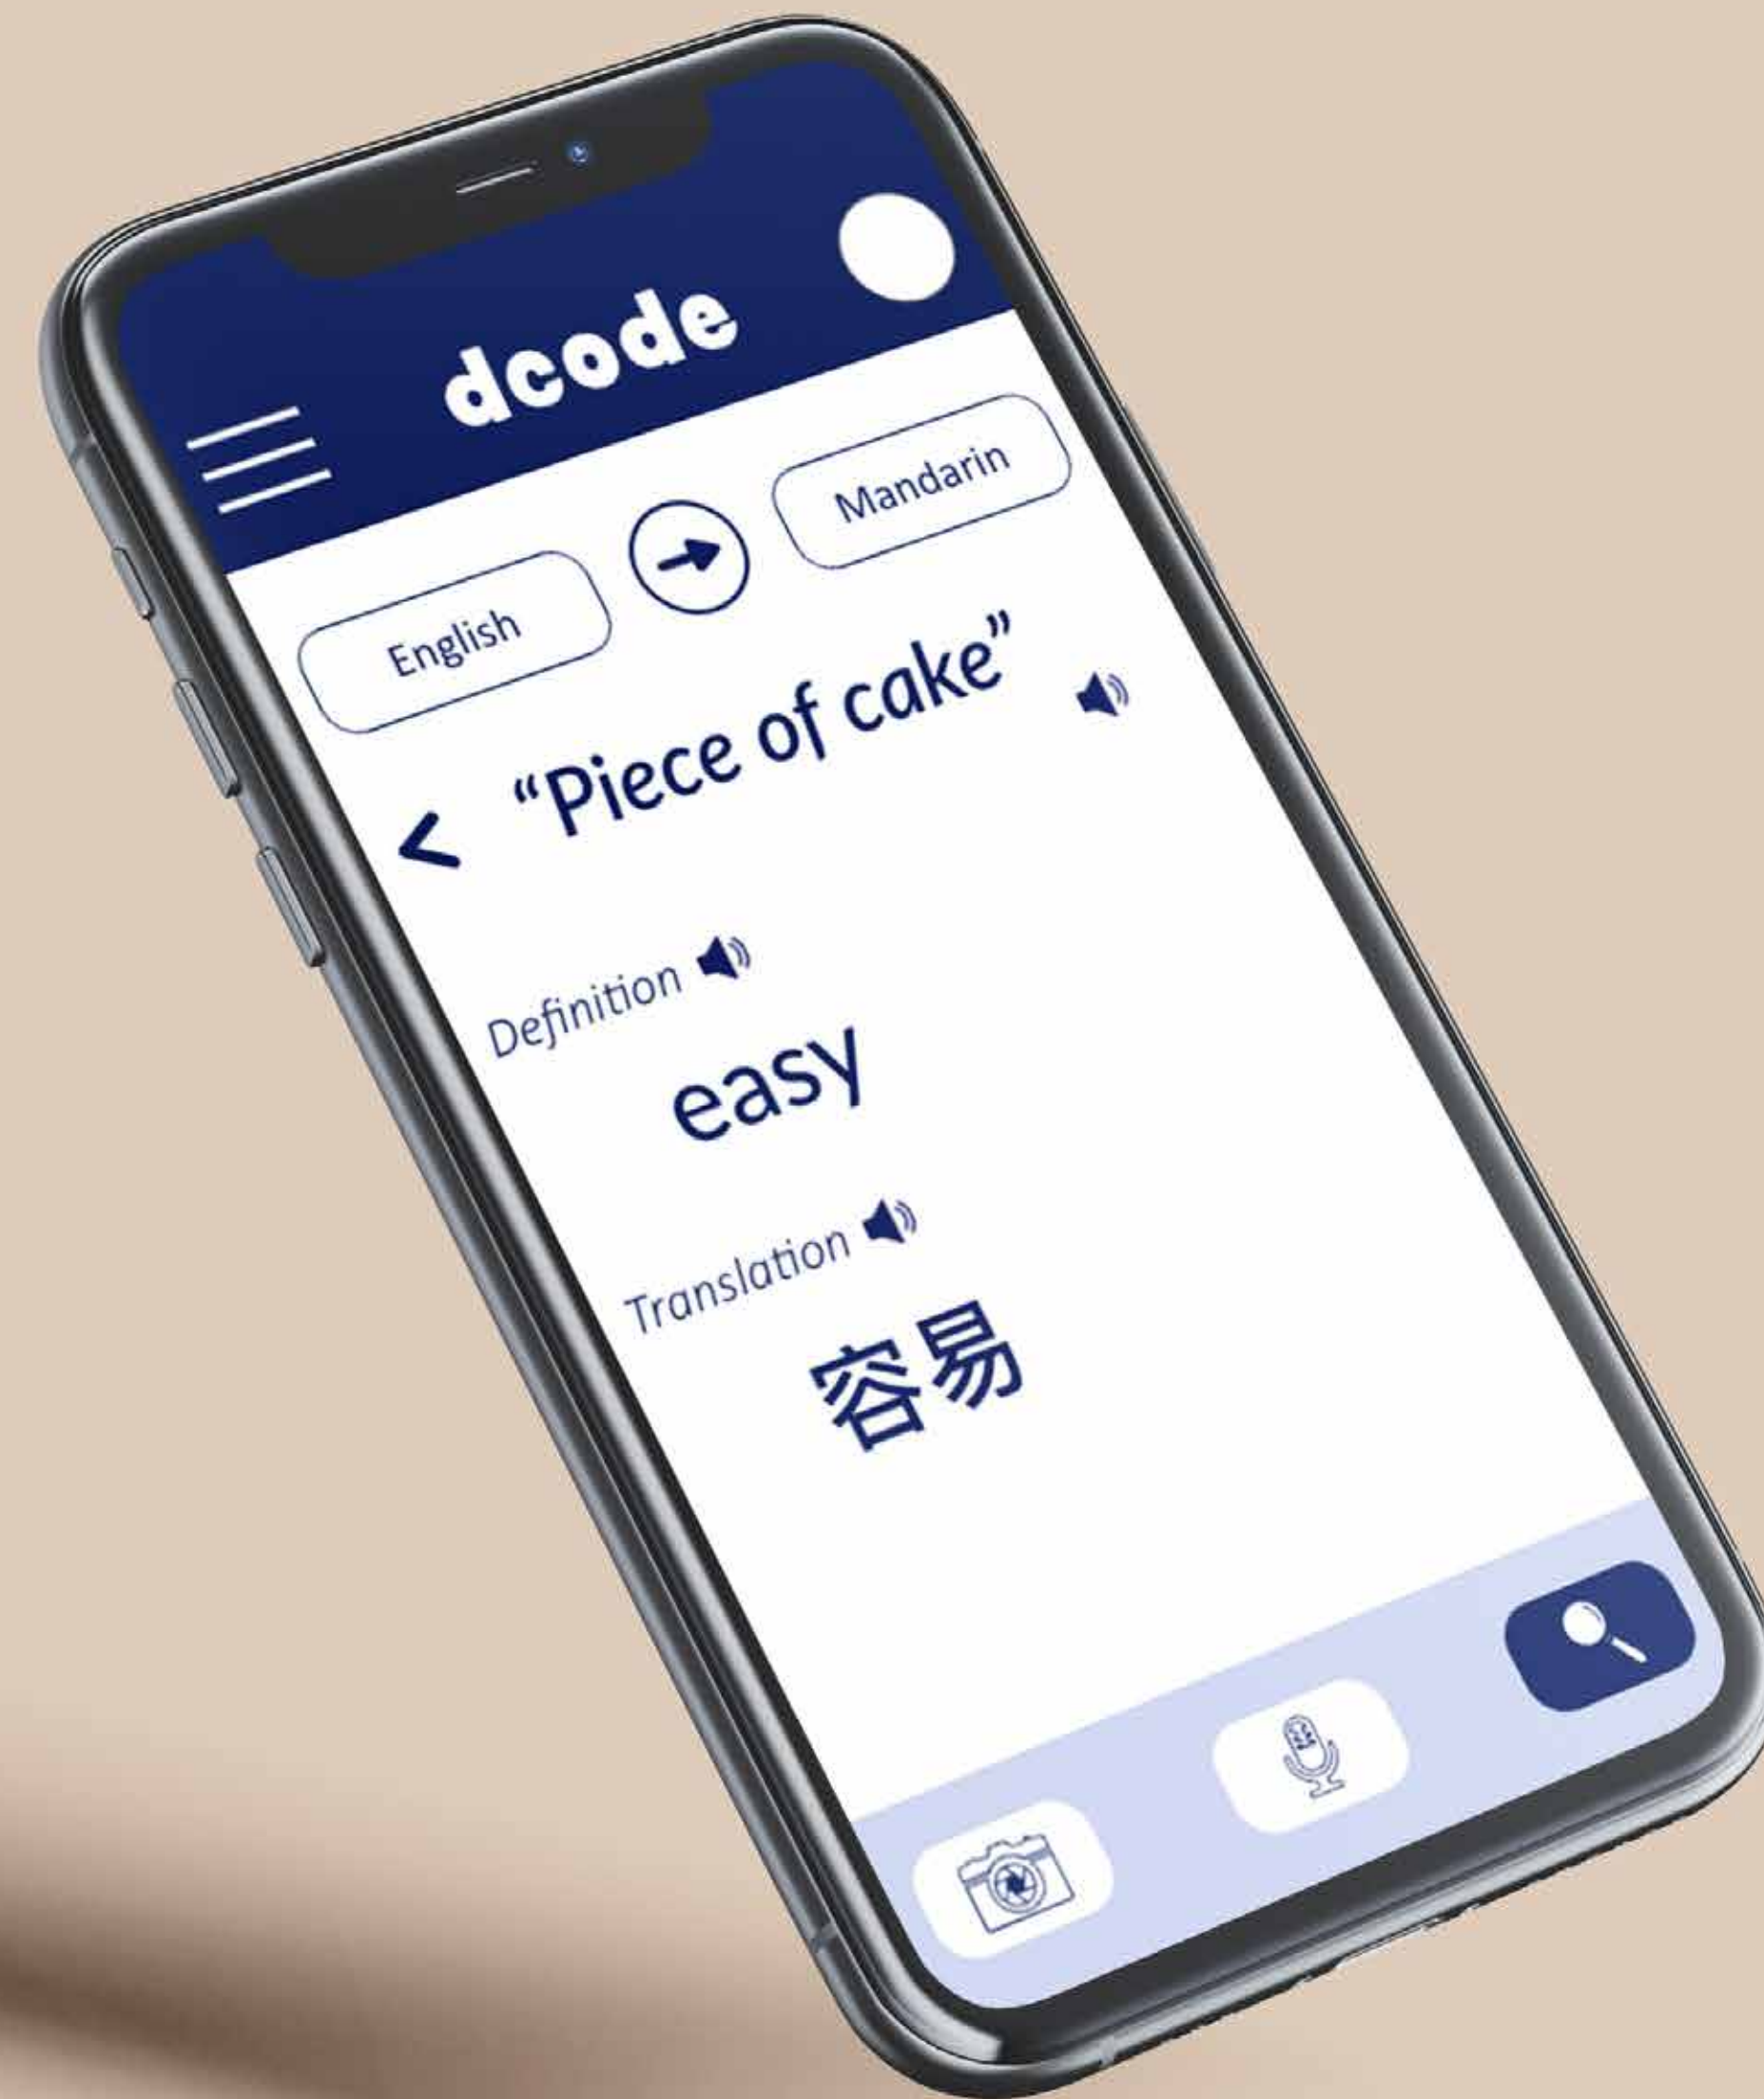 dcode
English Mandarin
“Piece of cake”
Definition
easy
Translation
容易